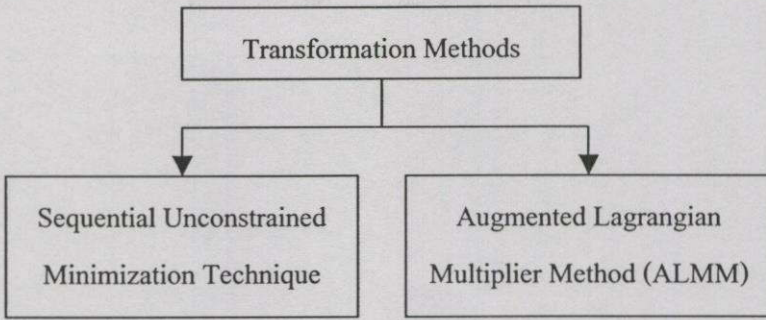 Transformation Methods
Sequential Unconstrained
Minimization Technique
Augmented Lagrangian
Multiplier Method (ALMM)